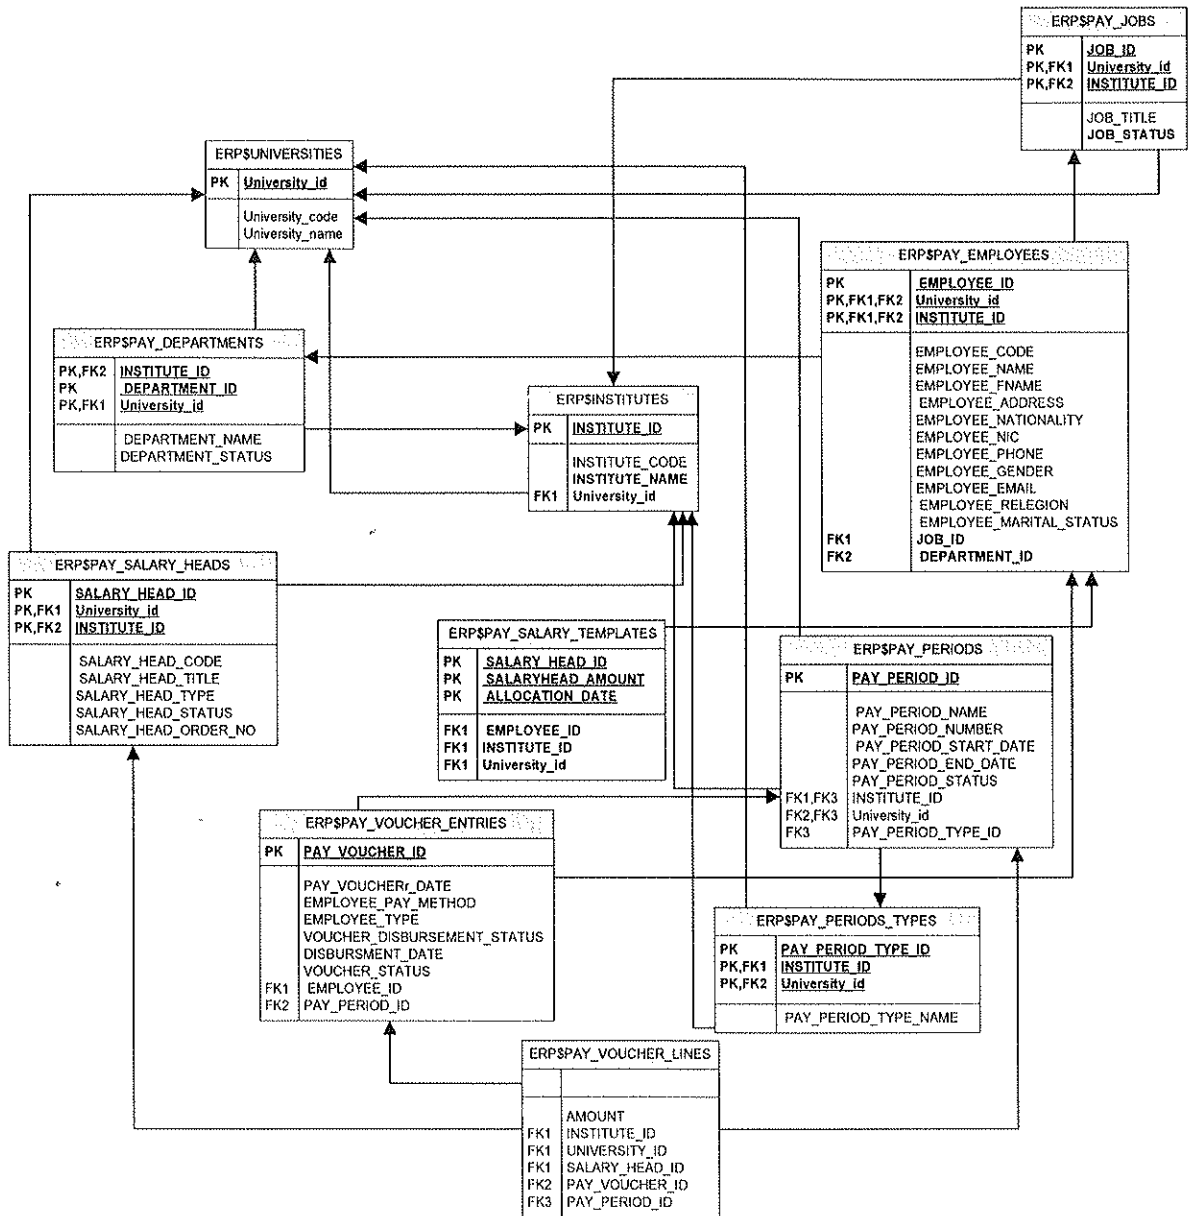 ERP$PAY_JOBS
PK JOB_ID
PK,FK1 University_id
PK,FK2 INSTITUTE_ID
JOB_TITLE
JOB_STATUS
ERP$UNIVERSITIES
PK University_id
University_code
University_name
ERP$PAY_EMPLOYEES
PK EMPLOYEE_ID
PK,FK1,FK2 University_id
PK,FK1,FK2 INSTITUTE_ID
EMPLOYEE_CODE
EMPLOYEE_NAME
EMPLOYEE_FNAME
EMPLOYEE_ADDRESS
EMPLOYEE_NATIONALITY
EMPLOYEE_NIC
EMPLOYEE_PHONE
EMPLOYEE_GENDER
EMPLOYEE_EMAIL
EMPLOYEE_RELEGION
EMPLOYEE_MARITAL_STATUS
FK1 JOB_ID
FK2 DEPARTMENT_ID
ERP$PAY_DEPARTMENTS
PK,FK2 INSTITUTE_ID
PK DEPARTMENT_ID
PK,FK1 University_id
DEPARTMENT_NAME
DEPARTMENT_STATUS
ERP$INSTITUTES
PK INSTITUTE_ID
INSTITUTE_CODE
INSTITUTE_NAME
FK1 University_id
ERP$PAY_SALARY_HEADS
PK SALARY_HEAD_ID
PK,FK1 University_id
PK,FK2 INSTITUTE_ID
SALARY_HEAD_CODE
SALARY_HEAD_TITLE
SALARY_HEAD_TYPE
SALARY_HEAD_STATUS
SALARY_HEAD_ORDER_NO
ERP$PAY_SALARY_TEMPLATES
PK SALARY_HEAD_ID
PK SALARYHEAD_AMOUNT
PK ALLOCATION_DATE
FK1 EMPLOYEE_ID
FK1 INSTITUTE_ID
FK1 University_id
ERP$PAY_PERIODS
PK PAY_PERIOD_ID
PAY_PERIOD_NAME
PAY_PERIOD_NUMBER
PAY_PERIOD_START_DATE
PAY_PERIOD_END_DATE
PAY_PERIOD_STATUS
FK1,FK3 INSTITUTE_ID
FK2,FK3 University_id
FK3 PAY_PERIOD_TYPE_ID
ERP$PAY_VOUCHER_ENTRIES
PK PAY_VOUCHER_ID
PAY_VOUCHERr_DATE
EMPLOYEE_PAY_METHOD
EMPLOYEE_TYPE
VOUCHER_DISBURSEMENT_STATUS
DISBURSMENT_DATE
VOUCHER_STATUS
FK1 EMPLOYEE_ID
FK2 PAY_PERIOD_ID
ERP$PAY_PERIODS_TYPES
PK PAY_PERIOD_TYPE_ID
PK,FK1 INSTITUTE_ID
PK,FK2 University_id
PAY_PERIOD_TYPE_NAME
ERP$PAY_VOUCHER_LINES
AMOUNT
FK1 INSTITUTE_ID
FK1 UNIVERSITY_ID
FK1 SALARY_HEAD_ID
FK2 PAY_VOUCHER_ID
FK3 PAY_PERIOD_ID